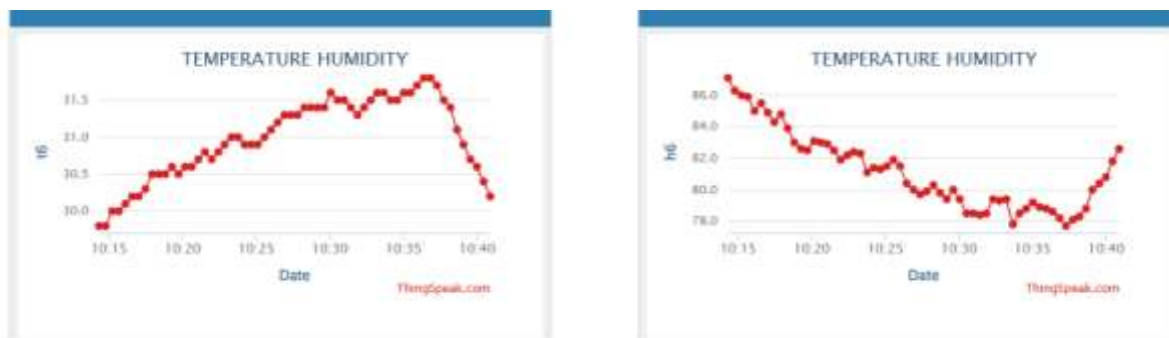 TEMPERATURE HUMIDITY
31.5
31.0
30.5
30.0
t6
10:15 10:20 10:25 10:30 10:35 10:40
Date
ThingSpeak.com
TEMPERATURE HUMIDITY
86.0
84.0
82.0
80.0
78.0
h6
10:15 10:20 10:25 10:30 10:35 10:40
Date
ThingSpeak.com